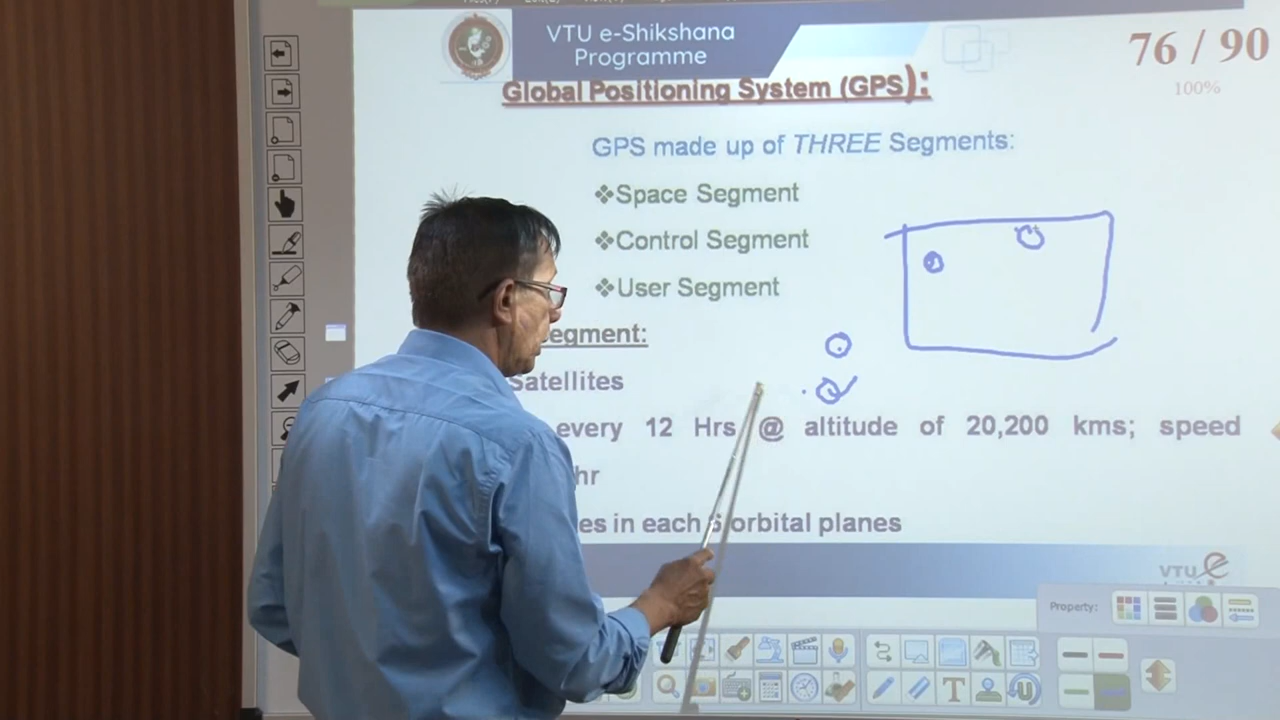 VTU e-Shikshana
Programme
76 / 90
100%
Global Positioning System (GPS):
GPS made up of THREE Segments:
❖Space Segment
❖Control Segment
❖User Segment
egment:
Satellites
every 12 Hrs @ altitude of 20,200 kms; speed
hr
es in each 6 orbital planes
VTU e
Property: